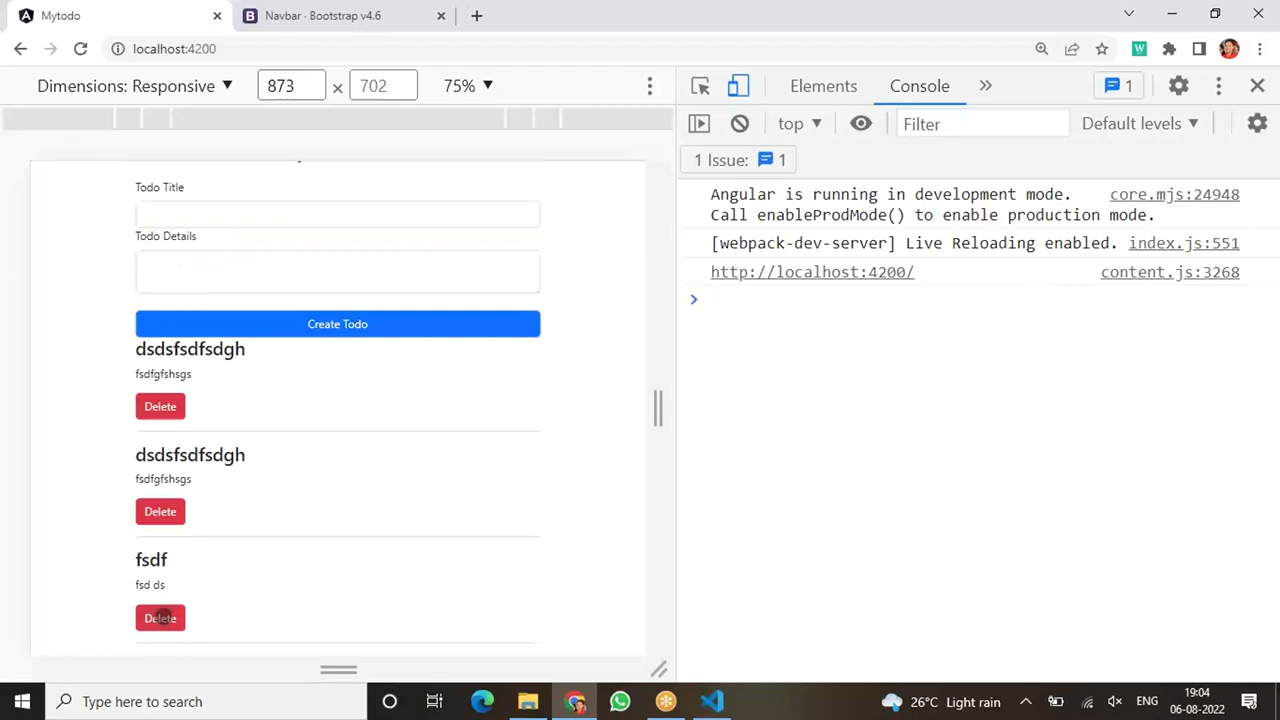 Mytodo
Navbar · Bootstrap v4.6
localhost:4200
Dimensions: Responsive
873 × 702
75%
Elements
Console
1
top
Filter
Default levels
1 Issue:
1
Angular is running in development mode.
core.mjs:24948
Call enableProdMode() to enable production mode.
[webpack-dev-server] Live Reloading enabled.
index.js:551
http://localhost:4200/
content.js:3268
Todo Title
Todo Details
Create Todo
dsdsfsdfsdgh
fsdfgfshsgs
Delete
dsdsfsdfsdgh
fsdfgfshsgs
Delete
fsdf
fsd ds
Delete
Type here to search
26°C Light rain
ENG
19:04
06-08-2022